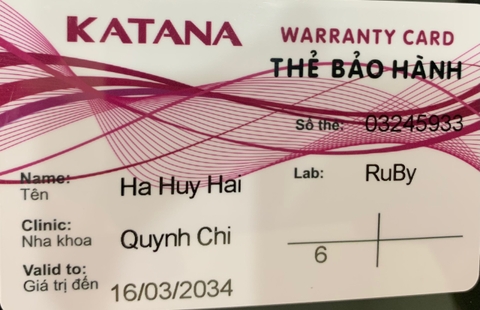 KATANA WARRANTY CARD
THẺ BẢO HÀNH
Số thẻ: 03245933
Name: Ha Huy Hai Lab: RuBy
Tên
Clinic: Quynh Chi
Nha khoa
6
Valid to: 16/03/2034
Giá trị đến